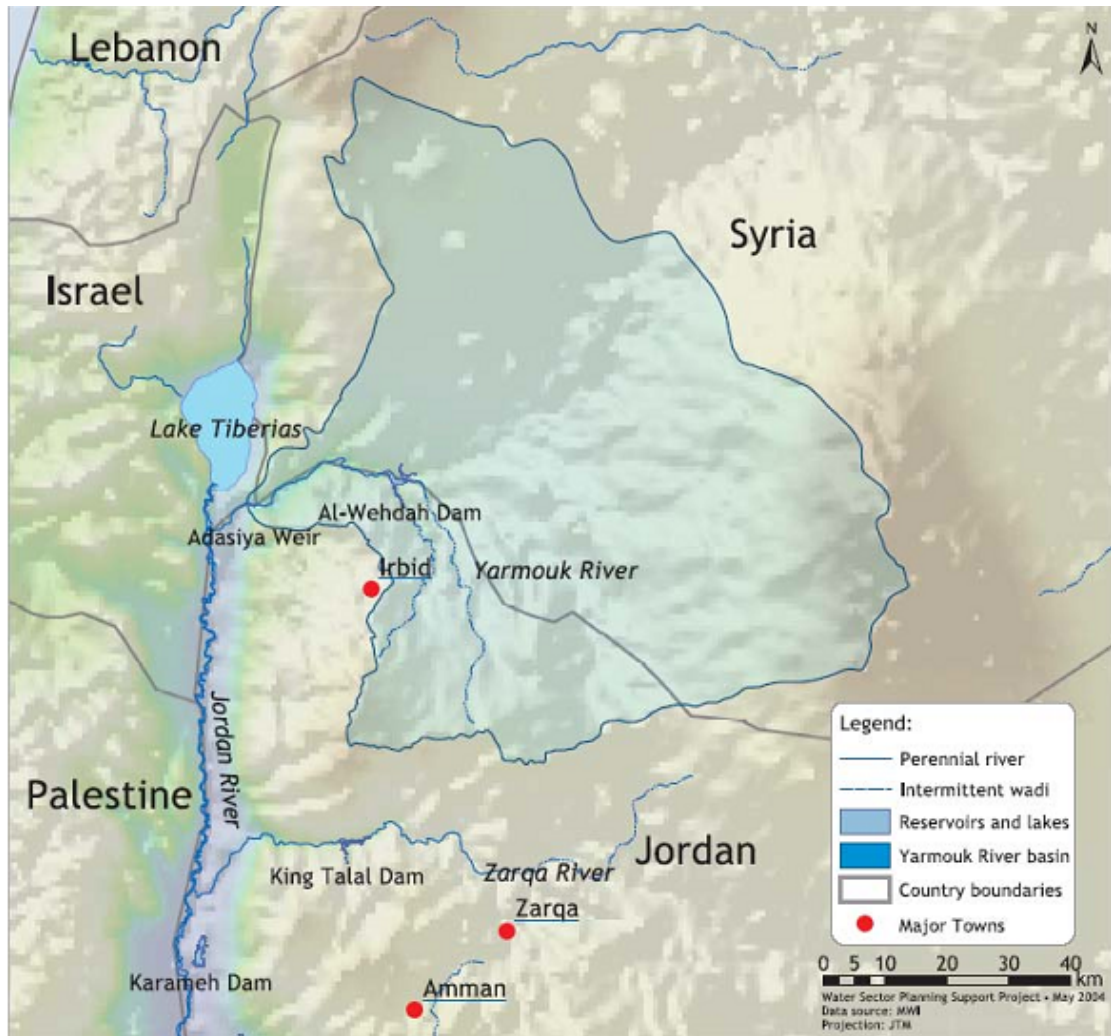 Lebanon
N
Syria
Israel
Lake Tiberias
Al-Wehdah Dam
Adasiya Weir
Irbid
Yarmouk River
Jordan River
Palestine
King Talal Dam
Zarqa River
Jordan
Zarqa
Karameh Dam
Amman
Legend:
Perennial river
Intermittent wadi
Reservoirs and lakes
Yarmouk River basin
Country boundaries
Major Towns
0 5 10 20 30 40
km
Water Sector Planning Support Project • May 2004
Data source: MWI
Projection: JTM